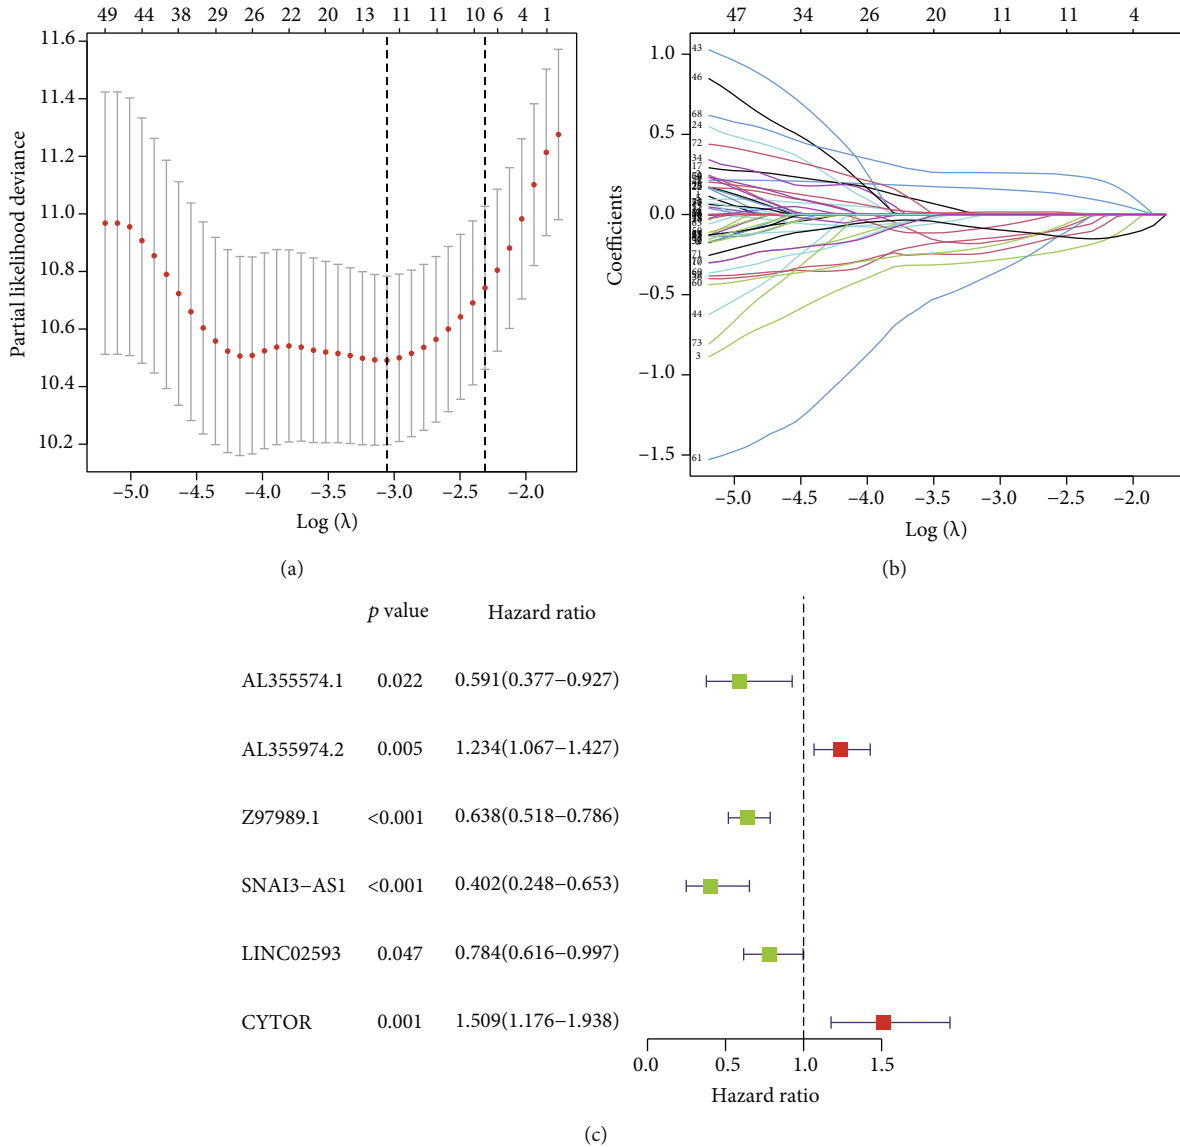 49 44 38 29 26 22 20 13 11 11 10 6 4 1
11.6
11.4
11.2
11.0
10.8
10.6
10.4
10.2
Partial likelihood deviance
−5.0 −4.5 −4.0 −3.5 −3.0 −2.5 −2.0
Log (λ)
(a)
47 34 26 20 11 11 4
1.0
0.5
0.0
−0.5
−1.0
−1.5
Coefficients
43
46
68
24
72
34
17
71
70
69
60
44
73
3
61
−5.0 −4.5 −4.0 −3.5 −3.0 −2.5 −2.0
Log (λ)
(b)
p value Hazard ratio
AL355574.1 0.022 0.591(0.377−0.927)
AL355974.2 0.005 1.234(1.067−1.427)
Z97989.1 <0.001 0.638(0.518−0.786)
SNAI3−AS1 <0.001 0.402(0.248−0.653)
LINC02593 0.047 0.784(0.616−0.997)
CYTOR 0.001 1.509(1.176−1.938)
0.0 0.5 1.0 1.5
Hazard ratio
(c)